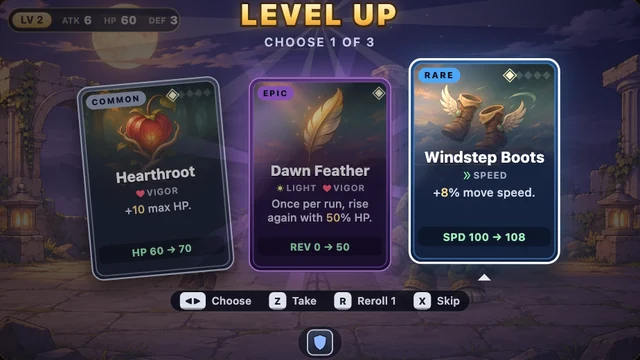 LV 2 ATK 6 HP 60 DEF 3
LEVEL UP
CHOOSE 1 OF 3
COMMON
Hearthroot
VIGOR
+10 max HP.
HP 60 → 70
EPIC
Dawn Feather
LIGHT VIGOR
Once per run, rise
again with 50% HP.
REV 0 → 50
RARE
Windstep Boots
SPEED
+8% move speed.
SPD 100 → 108
Choose Z Take R Reroll 1 X Skip